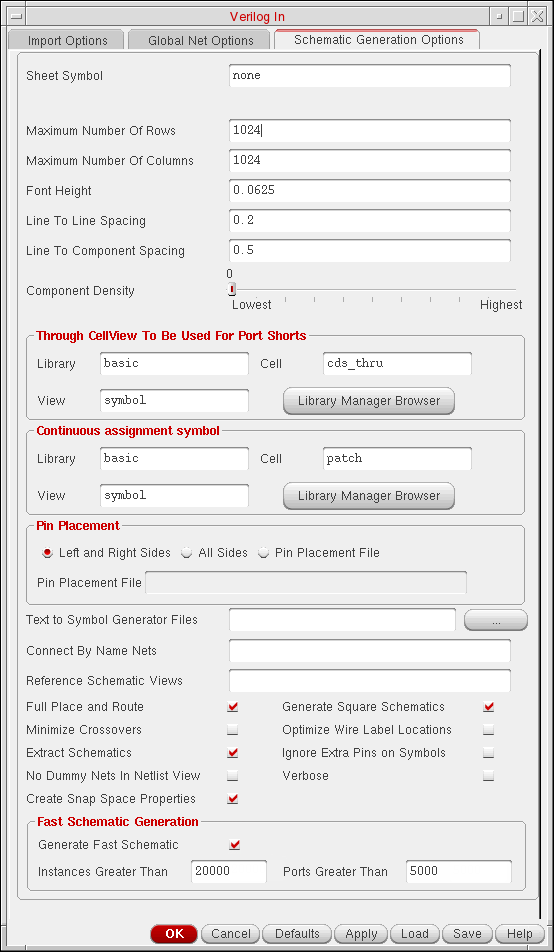 Verilog In
Import Options Global Net Options Schematic Generation Options
Sheet Symbol none
Maximum Number Of Rows 1024
Maximum Number Of Columns 1024
Font Height 0.0625
Line To Line Spacing 0.2
Line To Component Spacing 0.5
0
Component Density
Lowest Highest
Through CellView To Be Used For Port Shorts
Library basic Cell cds_thru
View symbol Library Manager Browser
Continuous assignment symbol
Library basic Cell patch
View symbol Library Manager Browser
Pin Placement
Left and Right Sides All Sides Pin Placement File
Pin Placement File
Text to Symbol Generator Files ...
Connect By Name Nets
Reference Schematic Views
Full Place and Route Generate Square Schematics
Minimize Crossovers Optimize Wire Label Locations
Extract Schematics Ignore Extra Pins on Symbols
No Dummy Nets In Netlist View Verbose
Create Snap Space Properties
Fast Schematic Generation
Generate Fast Schematic
Instances Greater Than 20000 Ports Greater Than 5000
OK Cancel Defaults Apply Load Save Help